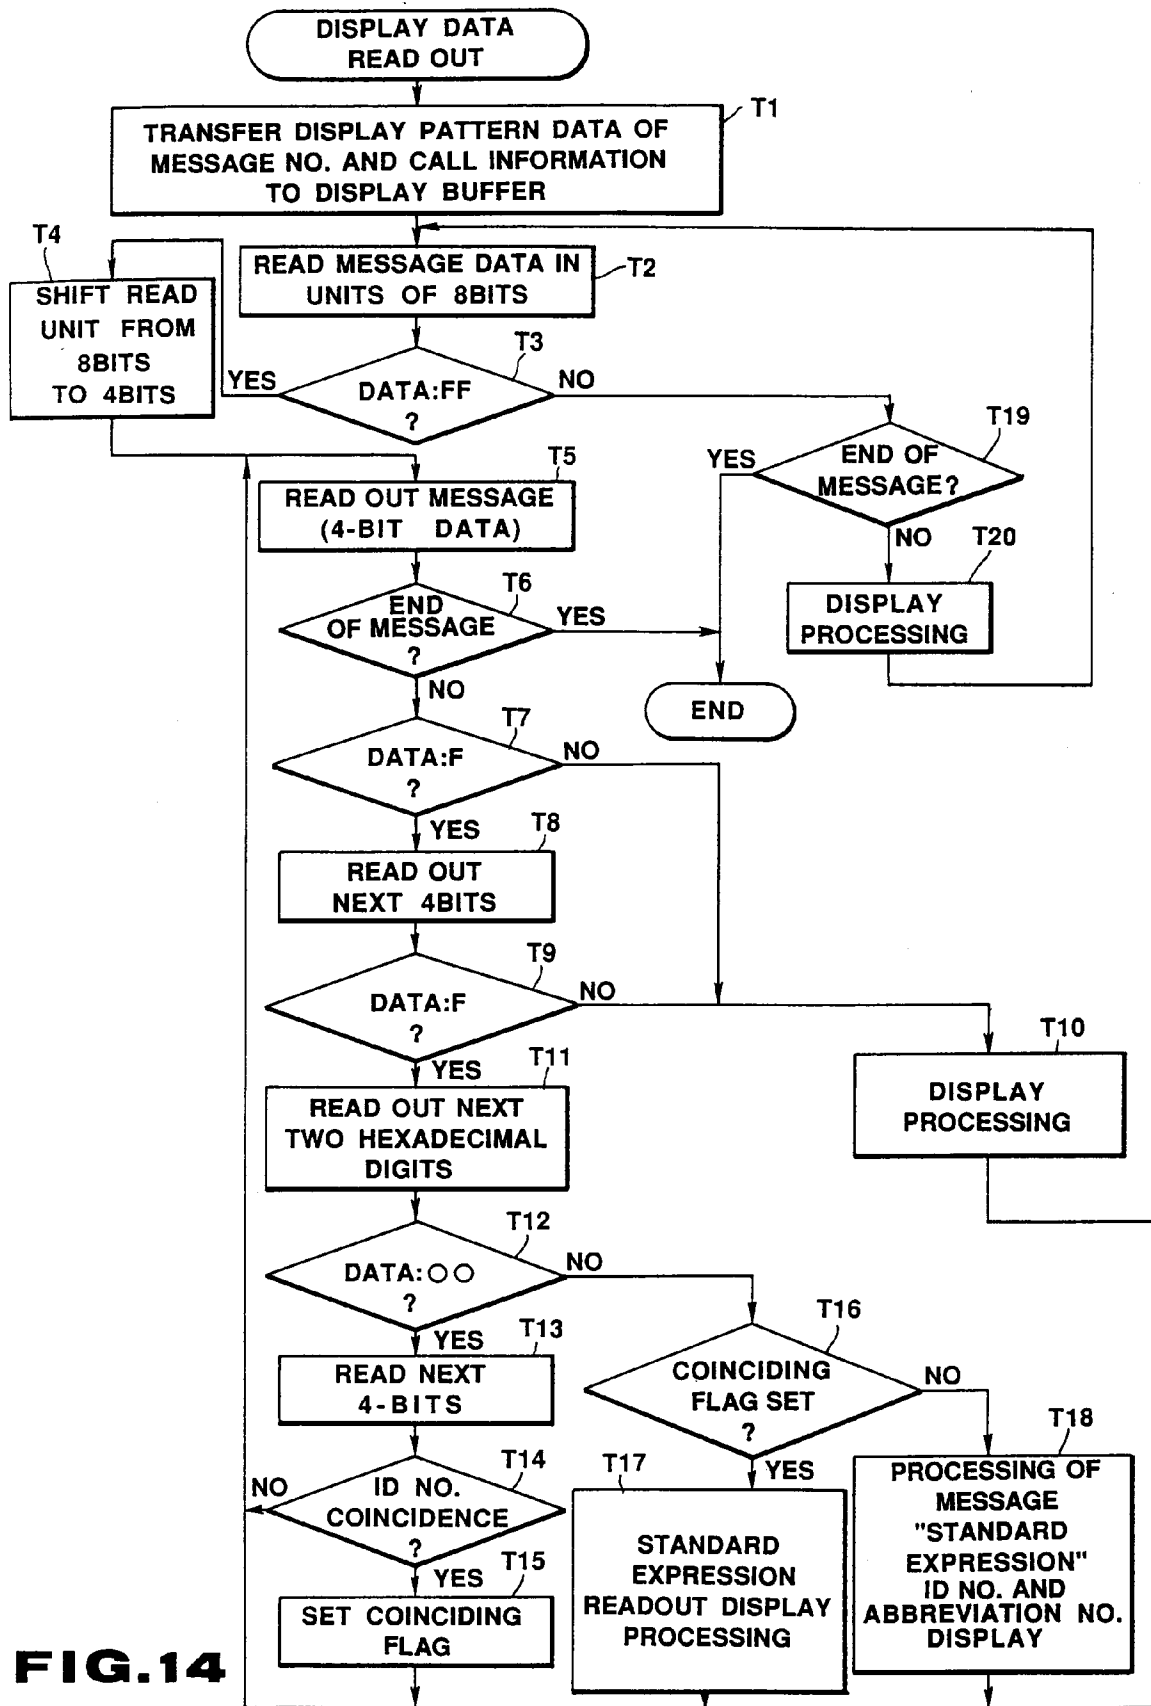 DISPLAY DATA
READ OUT
T1
TRANSFER DISPLAY PATTERN DATA OF
MESSAGE NO. AND CALL INFORMATION
TO DISPLAY BUFFER
T4
SHIFT READ
UNIT FROM
8BITS
TO 4BITS
READ MESSAGE DATA IN
UNITS OF 8BITS
T2
T3
YES
DATA:FF
?
NO
T19
YES
END OF
MESSAGE?
NO
T5
READ OUT MESSAGE
(4-BIT DATA)
T20
DISPLAY
PROCESSING
T6
END
OF MESSAGE
?
YES
NO
END
T7
DATA:F
?
NO
YES
T8
READ OUT
NEXT 4BITS
T9
DATA:F
?
NO
YES
T10
DISPLAY
PROCESSING
T11
READ OUT NEXT
TWO HEXADECIMAL
DIGITS
T12
DATA:○○
?
NO
YES
T13
READ NEXT
4-BITS
T16
COINCIDING
FLAG SET
?
NO
YES
T14
NO
ID NO.
COINCIDENCE
?
YES
T15
SET COINCIDING
FLAG
T17
STANDARD
EXPRESSION
READOUT DISPLAY
PROCESSING
T18
PROCESSING OF
MESSAGE
"STANDARD
EXPRESSION"
ID NO. AND
ABBREVIATION NO.
DISPLAY
FIG.14